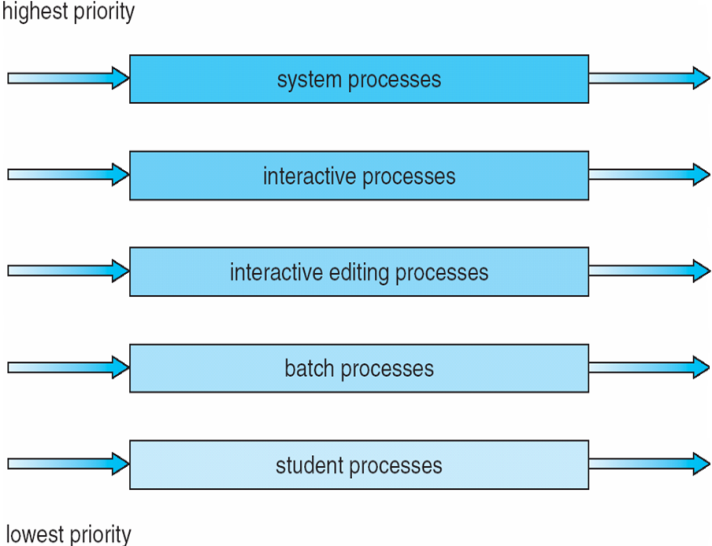 highest priority
system processes
interactive processes
interactive editing processes
batch processes
student processes
lowest priority